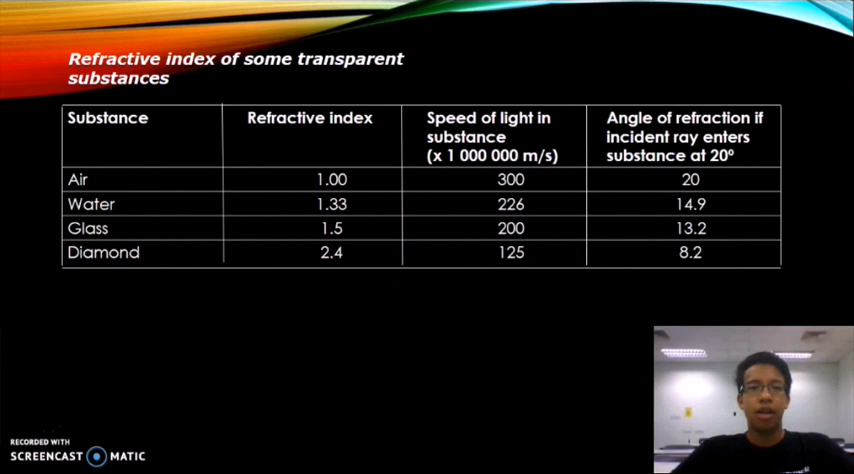 Refractive index of some transparent
substances
Substance Refractive index Speed of light in Angle of refraction if
substance incident ray enters
(x 1 000 000 m/s) substance at 20º
Air 1.00 300 20
Water 1.33 226 14.9
Glass 1.5 200 13.2
Diamond 2.4 125 8.2
RECORDED WITH
SCREENCAST MATIC